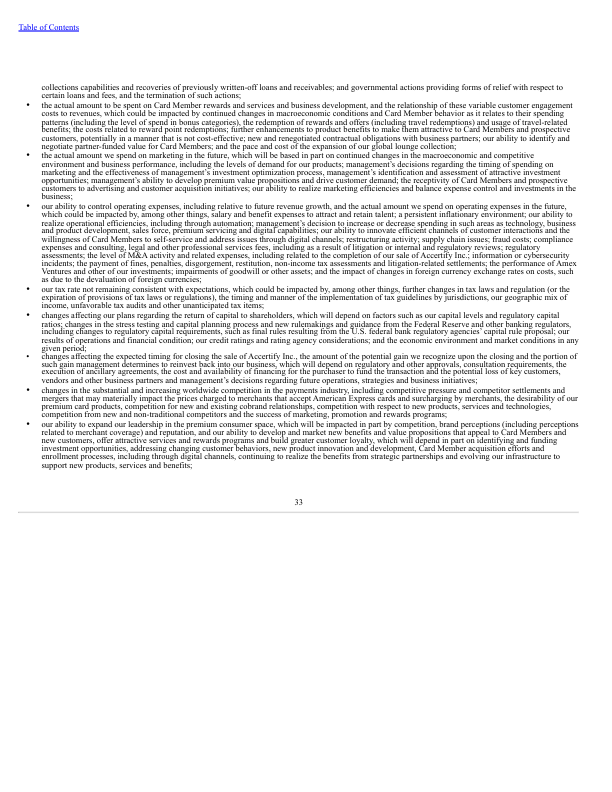 Table of Contents
collections capabilities and recoveries of previously written-off loans and receivables; and governmental actions providing forms of relief with respect to
certain loans and fees, and the termination of such actions;
• the actual amount to be spent on Card Member rewards and services and business development, and the relationship of these variable customer engagement
costs to revenues, which could be impacted by continued changes in macroeconomic conditions and Card Member behavior as it relates to their spending
patterns (including the level of spend in bonus categories), the redemption of rewards and offers (including travel redemptions) and usage of travel-related
benefits; the costs related to reward point redemptions; further enhancements to product benefits to make them attractive to Card Members and prospective
customers, potentially in a manner that is not cost-effective; new and renegotiated contractual obligations with business partners; our ability to identify and
negotiate partner-funded value for Card Members; and the pace and cost of the expansion of our global lounge collection;
• the actual amount we spend on marketing in the future, which will be based in part on continued changes in the macroeconomic and competitive
environment and business performance, including the levels of demand for our products; management's decisions regarding the timing of spending on
marketing and the effectiveness of management's investment optimization process, management's identification and assessment of attractive investment
opportunities; management's ability to develop premium value propositions and drive customer demand; the receptivity of Card Members and prospective
customers to advertising and customer acquisition initiatives; our ability to realize marketing efficiencies and balance expense control and investments in the
business;
• our ability to control operating expenses, including relative to future revenue growth, and the actual amount we spend on operating expenses in the future,
which could be impacted by, among other things, salary and benefit expenses to attract and retain talent; a persistent inflationary environment; our ability to
realize operational efficiencies, including through automation; management's decision to increase or decrease spending in such areas as technology, business
and product development, sales force, premium servicing and digital capabilities; our ability to innovate efficient channels of customer interactions and the
willingness of Card Members to self-service and address issues through digital channels; restructuring activity; supply chain issues; fraud costs; compliance
expenses and consulting, legal and other professional services fees, including as a result of litigation or internal and regulatory reviews; regulatory
assessments; the level of M&A activity and related expenses, including related to the completion of our sale of Accertify Inc.; information or cybersecurity
incidents; the payment of fines, penalties, disgorgement, restitution, non-income tax assessments and litigation-related settlements; the performance of Amex
Ventures and other of our investments; impairments of goodwill or other assets; and the impact of changes in foreign currency exchange rates on costs, such
as due to the devaluation of foreign currencies;
• our tax rate not remaining consistent with expectations, which could be impacted by, among other things, further changes in tax laws and regulation (or the
expiration of provisions of tax laws or regulations), the timing and manner of the implementation of tax guidelines by jurisdictions, our geographic mix of
income, unfavorable tax audits and other unanticipated tax items;
• changes affecting our plans regarding the return of capital to shareholders, which will depend on factors such as our capital levels and regulatory capital
ratios; changes in the stress testing and capital planning process and new rulemakings and guidance from the Federal Reserve and other banking regulators,
including changes to regulatory capital requirements, such as final rules resulting from the U.S. federal bank regulatory agencies' capital rule proposal; our
results of operations and financial condition; our credit ratings and rating agency considerations; and the economic environment and market conditions in any
given period;
• changes affecting the expected timing for closing the sale of Accertify Inc., the amount of the potential gain we recognize upon the closing and the portion of
such gain management determines to reinvest back into our business, which will depend on regulatory and other approvals, consultation requirements, the
execution of ancillary agreements, the cost and availability of financing for the purchaser to fund the transaction and the potential loss of key customers,
vendors and other business partners and management's decisions regarding future operations, strategies and business initiatives;
• changes in the substantial and increasing worldwide competition in the payments industry, including competitive pressure and competitor settlements and
mergers that may materially impact the prices charged to merchants that accept American Express cards and surcharging by merchants, the desirability of our
premium card products, competition for new and existing cobrand relationships, competition with respect to new products, services and technologies,
competition from new and non-traditional competitors and the success of marketing, promotion and rewards programs;
• our ability to expand our leadership in the premium consumer space, which will be impacted in part by competition, brand perceptions (including perceptions
related to merchant coverage) and reputation, and our ability to develop and market new benefits and value propositions that appeal to Card Members and
new customers, offer attractive services and rewards programs and build greater customer loyalty, which will depend in part on identifying and funding
investment opportunities, addressing changing customer behaviors, new product innovation and development, Card Member acquisition efforts and
enrollment processes, including through digital channels, continuing to realize the benefits from strategic partnerships and evolving our infrastructure to
support new products, services and benefits;
33